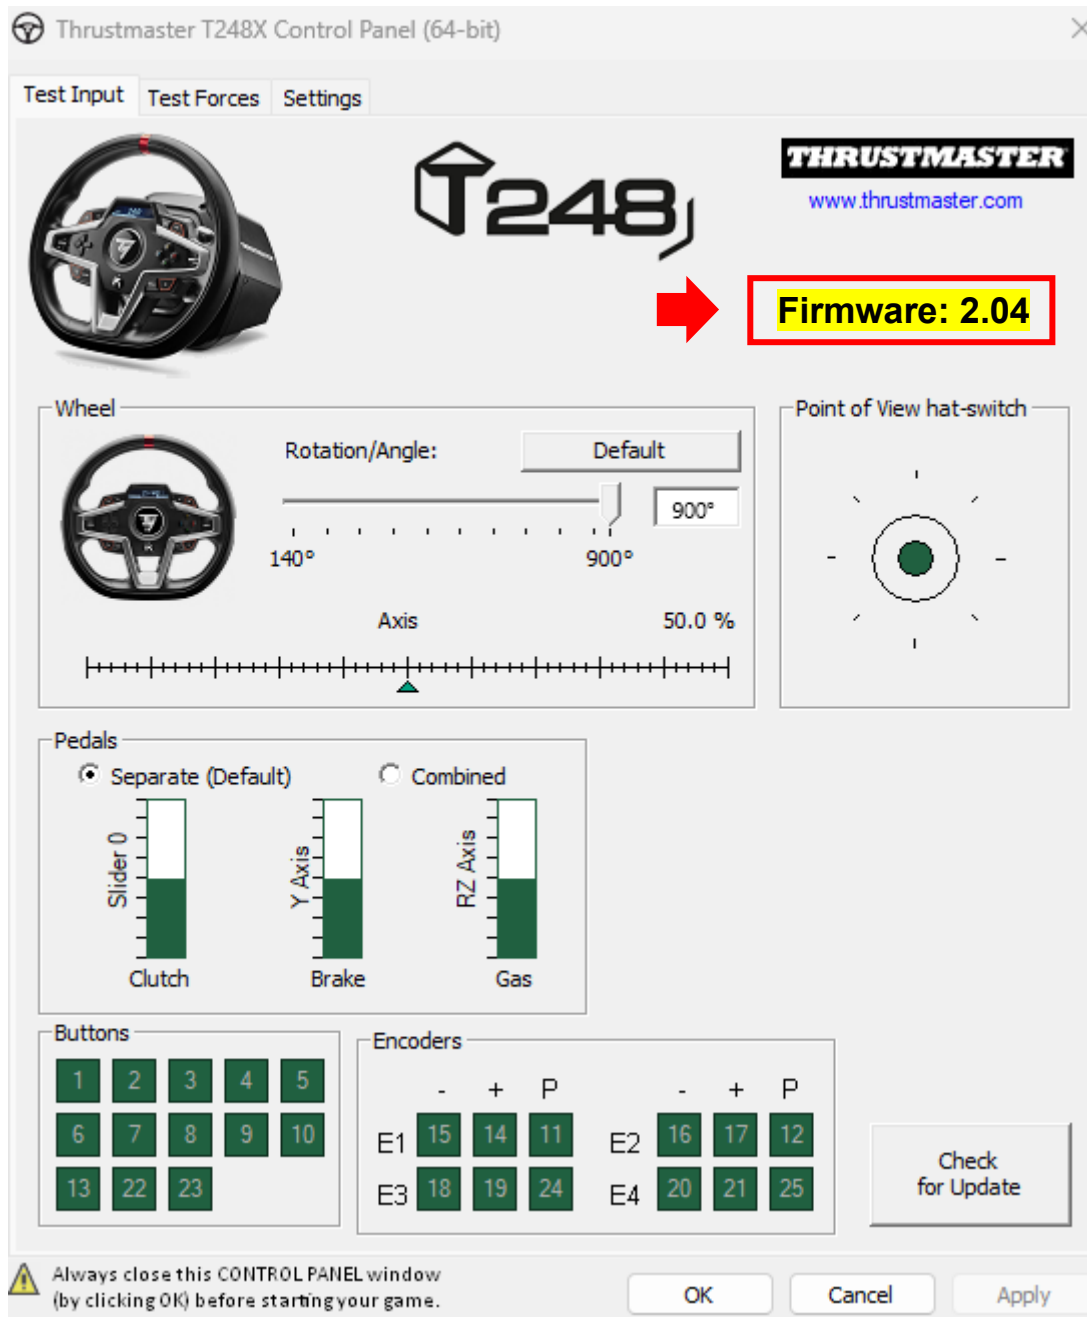 Thrustmaster T248X Control Panel (64-bit)
Test Input Test Forces Settings
T248
THRUSTMASTER
www.thrustmaster.com
Firmware: 2.04
Wheel
Rotation/Angle: Default
900°
140° 900°
Axis 50.0 %
Point of View hat-switch
Pedals
Separate (Default) Combined
Slider 0 Y Axis RZ Axis
Clutch Brake Gas
Buttons
1 2 3 4 5
6 7 8 9 10
13 22 23
Encoders
- + P - + P
E1 15 14 11 E2 16 17 12
E3 18 19 24 E4 20 21 25
Check
for Update
Always close this CONTROL PANEL window
(by clicking OK) before starting your game.
OK Cancel Apply